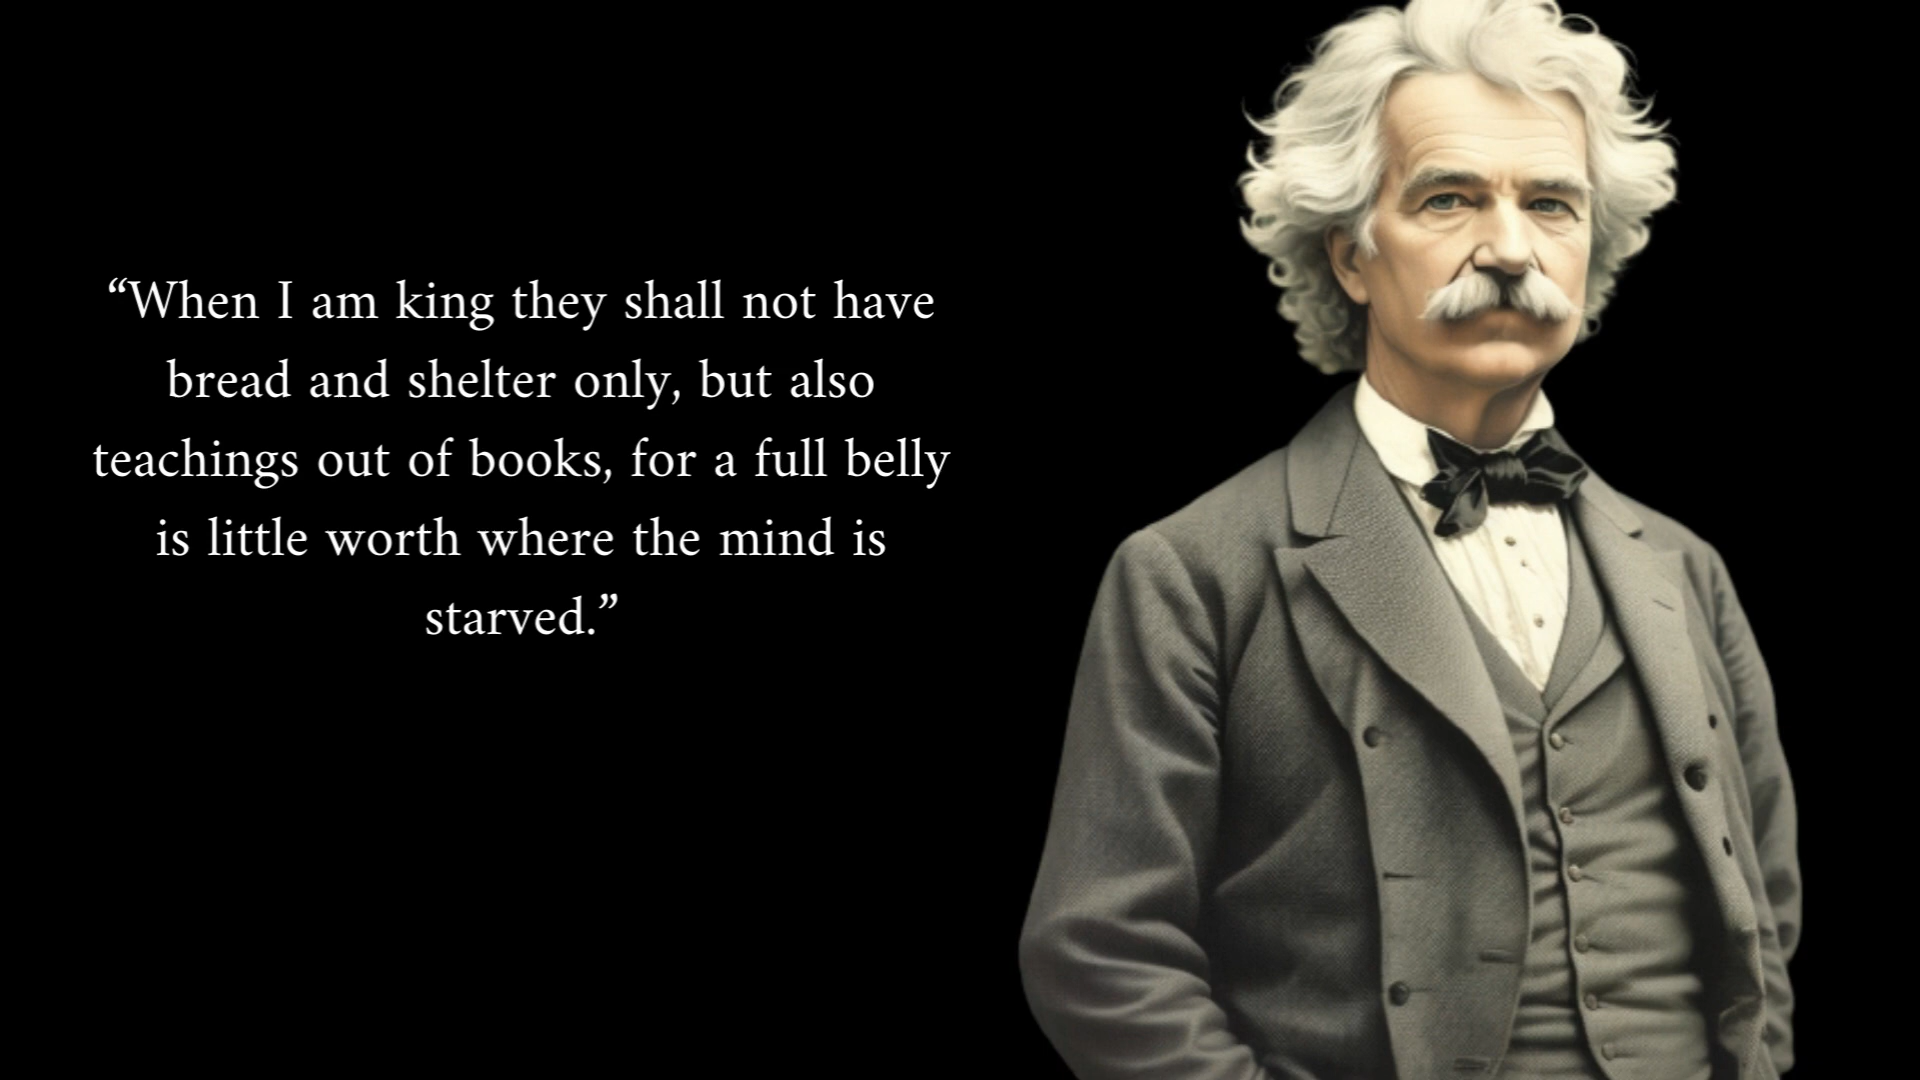 “When I am king they shall not have
bread and shelter only, but also
teachings out of books, for a full belly
is little worth where the mind is
starved.”